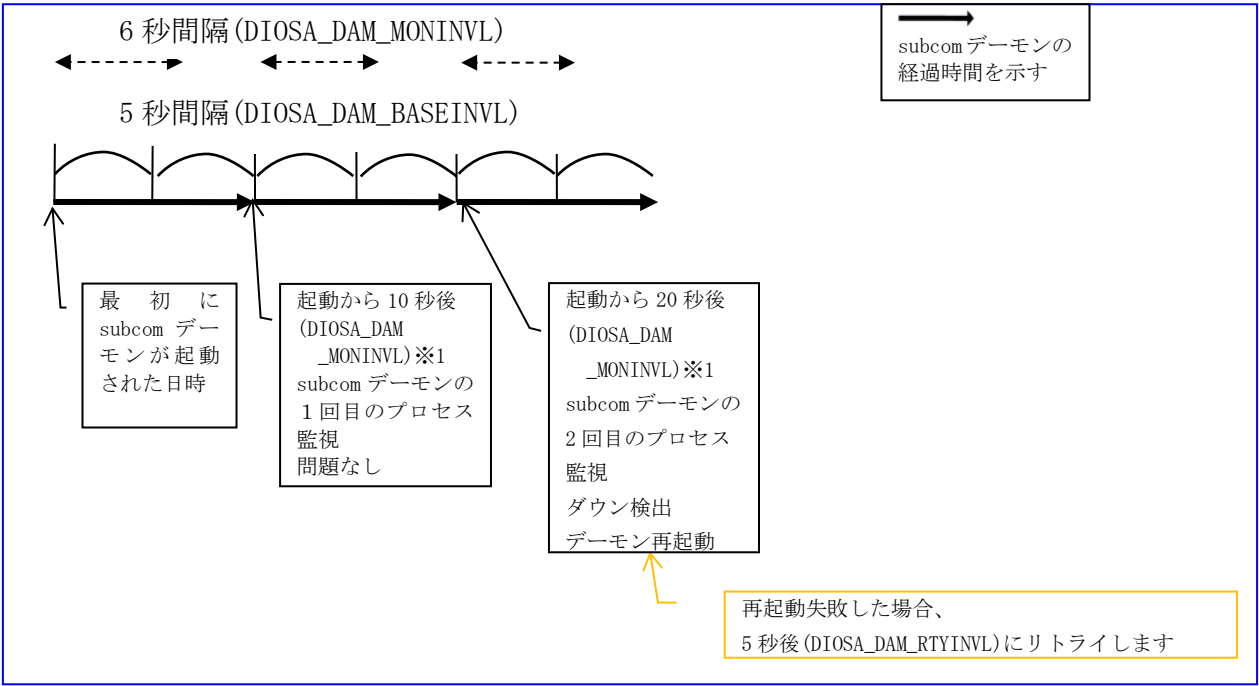 6秒間隔(DIOSA_DAM_MONINVL)
subcomデーモンの
経過時間を示す
5秒間隔(DIOSA_DAM_BASEINVL)
最初に
subcom デー
モンが起動
された日時
起動から10秒後
(DIOSA_DAM
_MONINVL)※1
subcomデーモンの
1回目のプロセス
監視
問題なし
起動から20秒後
(DIOSA_DAM
_MONINVL)※1
subcomデーモンの
2回目のプロセス
監視
ダウン検出
デーモン再起動
再起動失敗した場合、
5秒後(DIOSA_DAM_RTYINVL)にリトライします